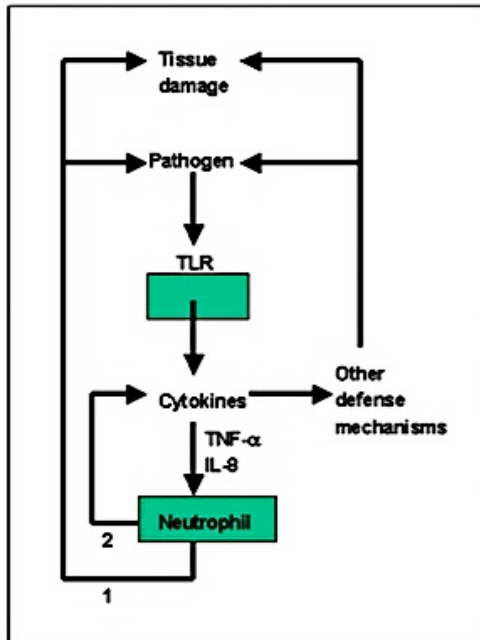 Tissue
damage
Pathogen
TLR
Cytokines
Other
defense
mechanisms
TNF-α
IL-8
Neutrophil
2
1